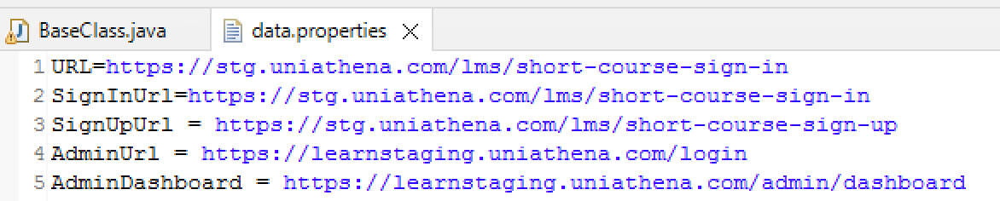 BaseClass.java data.properties
1 URL=https://stg.uniathena.com/lms/short-course-sign-in
2 SignInUrl=https://stg.uniathena.com/lms/short-course-sign-in
3 SignUpUrl = https://stg.uniathena.com/lms/short-course-sign-up
4 AdminUrl = https://learnstaging.uniathena.com/login
5 AdminDashboard = https://learnstaging.uniathena.com/admin/dashboard